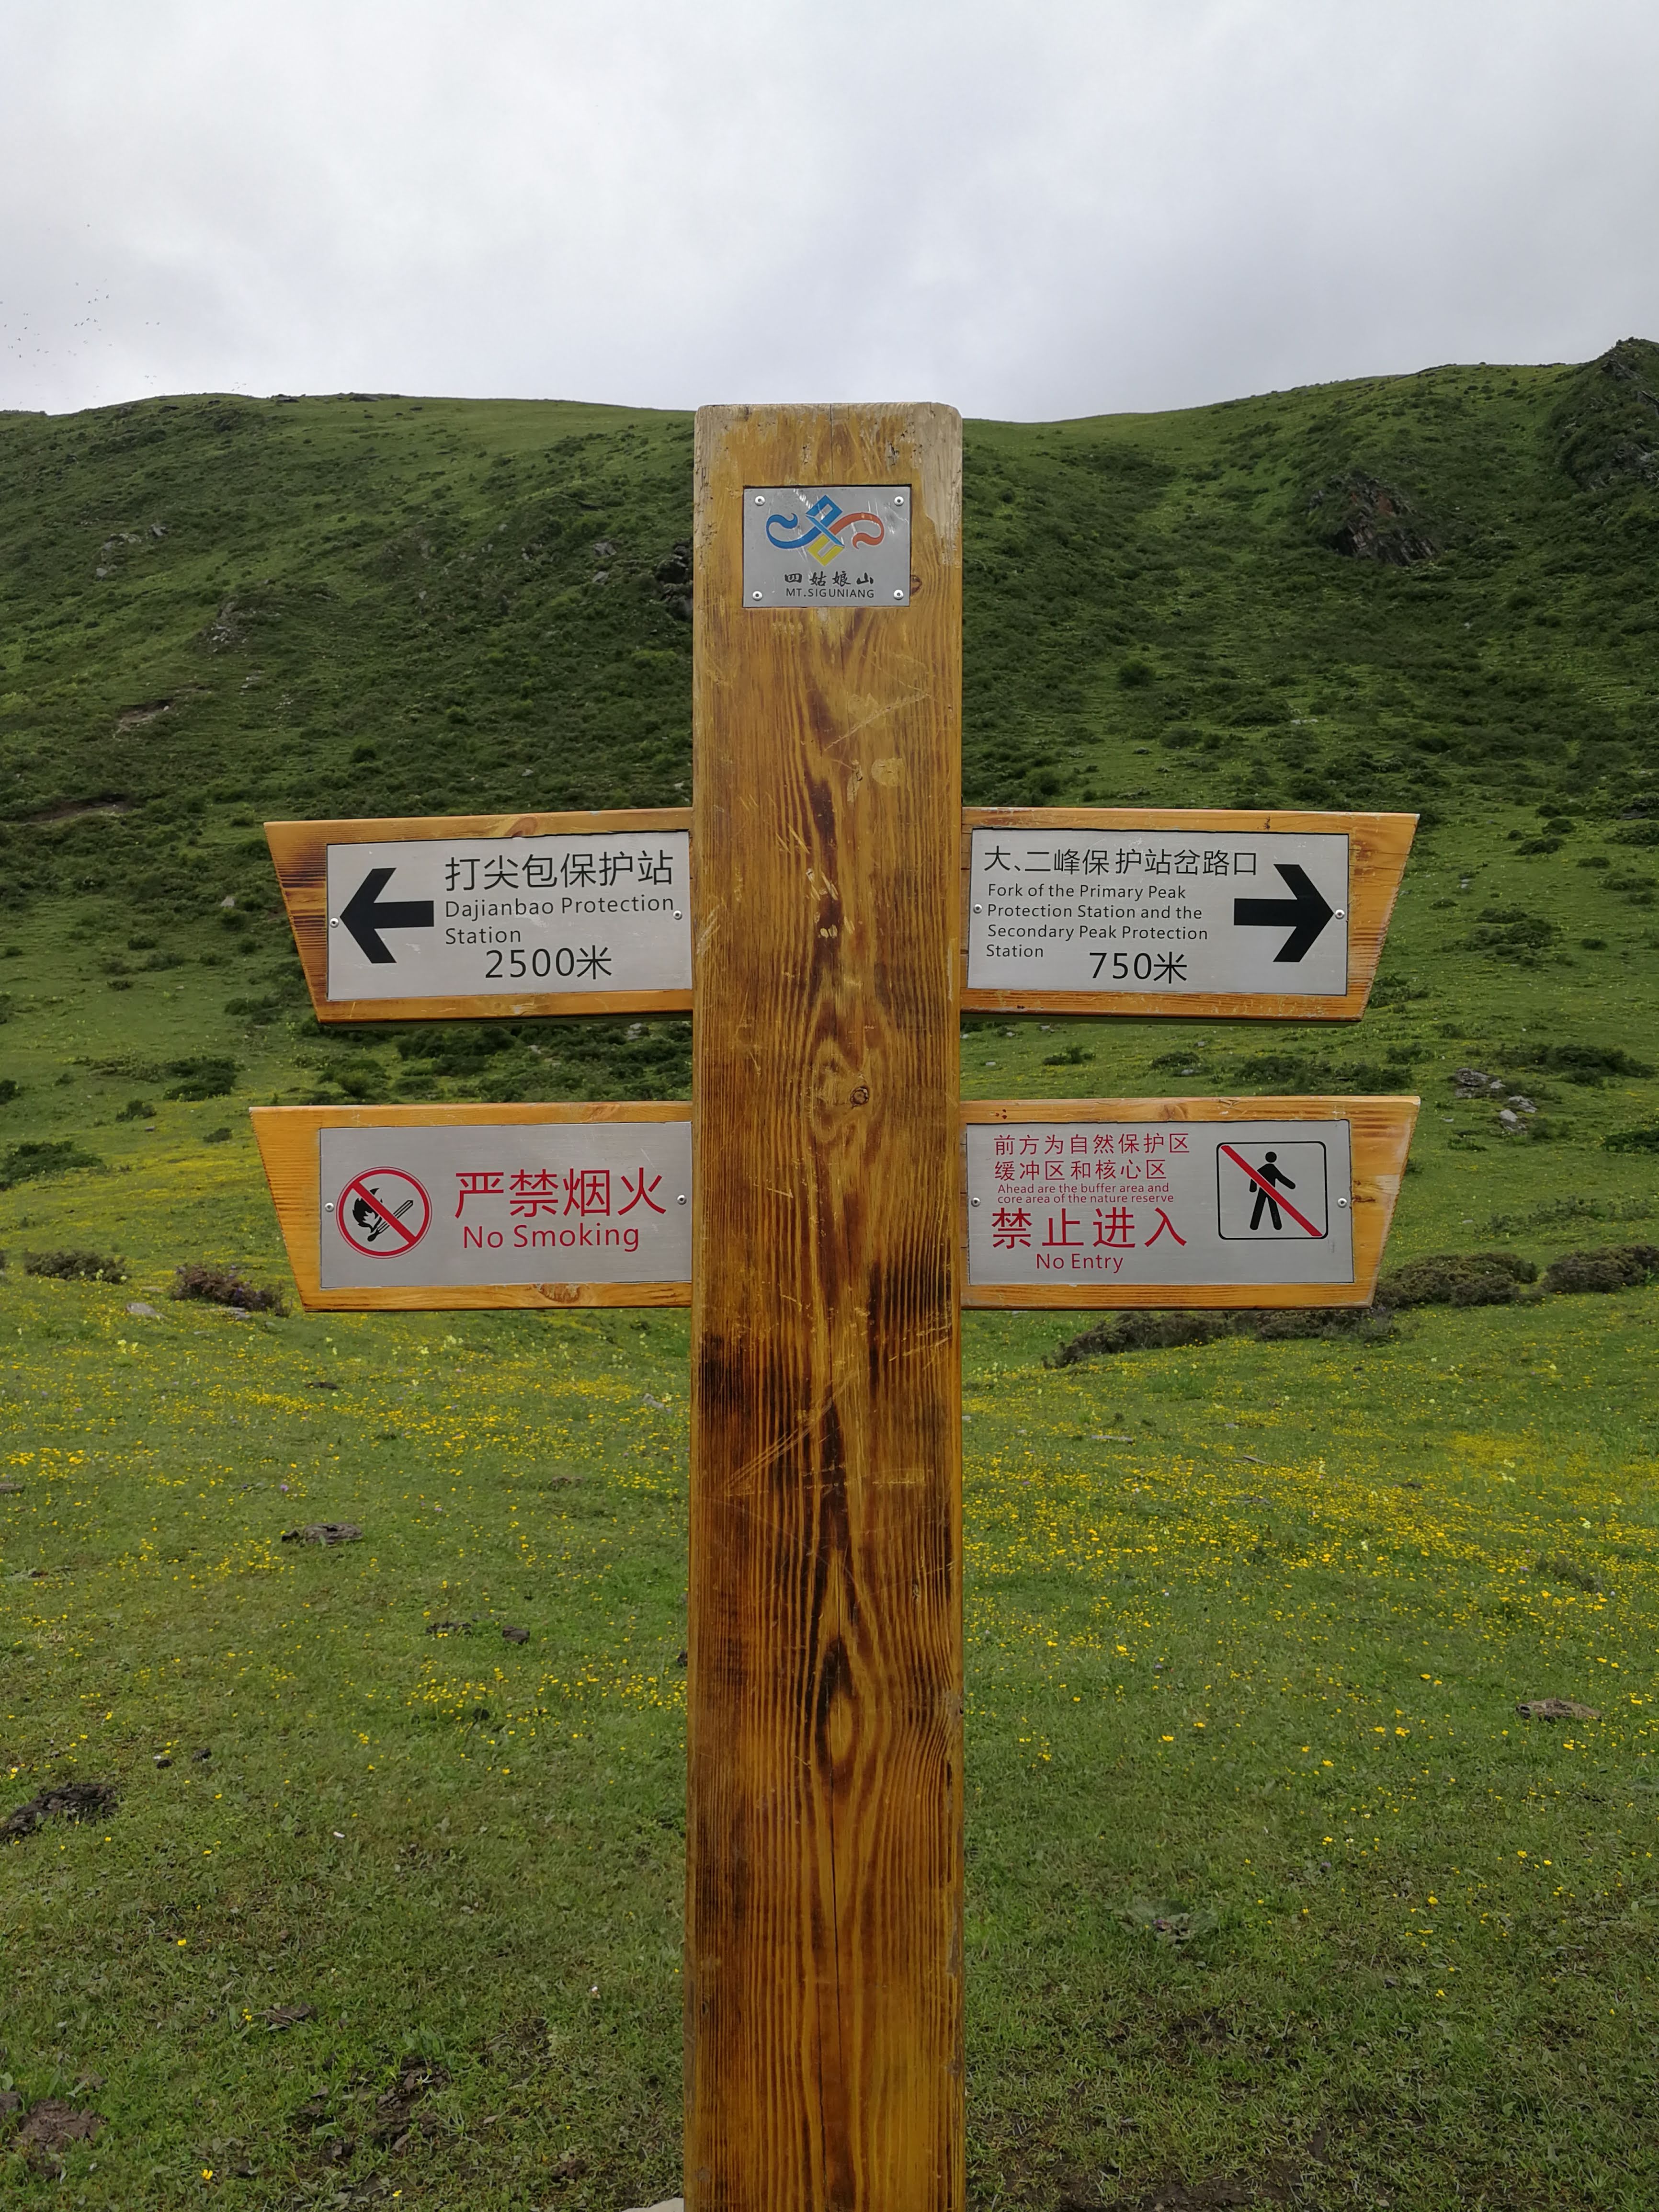 四姑娘山
MT.SIGUNIANG
打尖包保护站
Dajianbao Protection
Station
2500米
大、二峰保护站岔路口
Fork of the Primary Peak
Protection Station and the
Secondary Peak Protection
Station
750米
严禁烟火
No Smoking
前方为自然保护区
缓冲区和核心区
Ahead are the buffer area and
core area of the nature reserve
禁止进入
No Entry